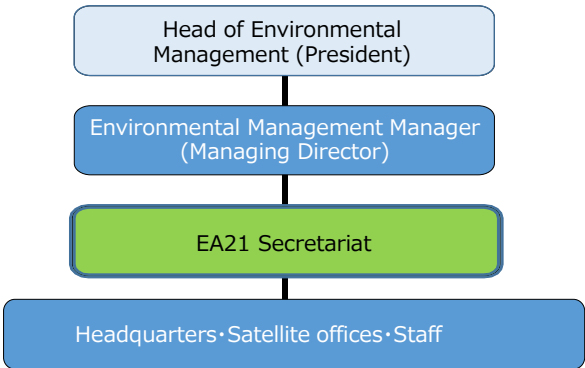 Head of Environmental
Management (President)
Environmental Management Manager
(Managing Director)
EA21 Secretariat
Headquarters・Satellite offices・Staff